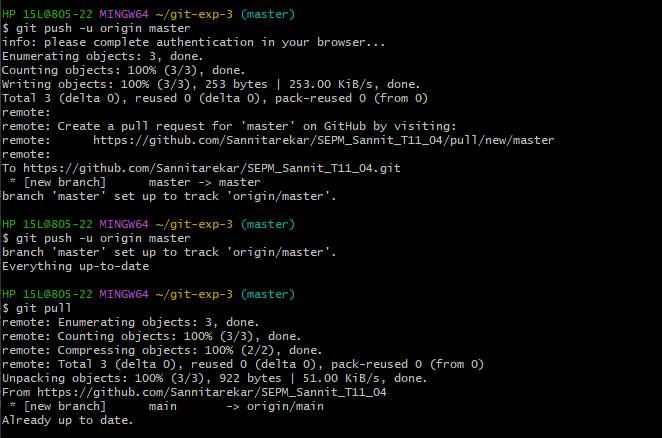 HP 15L@805-22 MINGW64 ~/git-exp-3 (master)
$ git push -u origin master
info: please complete authentication in your browser...
Enumerating objects: 3, done.
Counting objects: 100% (3/3), done.
Writing objects: 100% (3/3), 253 bytes | 253.00 KiB/s, done.
Total 3 (delta 0), reused 0 (delta 0), pack-reused 0 (from 0)
remote:
remote: Create a pull request for 'master' on GitHub by visiting:
remote:      https://github.com/Sannitarekar/SEPM_Sannit_T11_04/pull/new/master
remote:
To https://github.com/Sannitarekar/SEPM_Sannit_T11_04.git
 * [new branch]      master -> master
branch 'master' set up to track 'origin/master'.
HP 15L@805-22 MINGW64 ~/git-exp-3 (master)
$ git push -u origin master
branch 'master' set up to track 'origin/master'.
Everything up-to-date
HP 15L@805-22 MINGW64 ~/git-exp-3 (master)
$ git pull
remote: Enumerating objects: 3, done.
remote: Counting objects: 100% (3/3), done.
remote: Compressing objects: 100% (2/2), done.
remote: Total 3 (delta 0), reused 0 (delta 0), pack-reused 0 (from 0)
Unpacking objects: 100% (3/3), 922 bytes | 51.00 KiB/s, done.
From https://github.com/Sannitarekar/SEPM_Sannit_T11_04
 * [new branch]      main       -> origin/main
Already up to date.